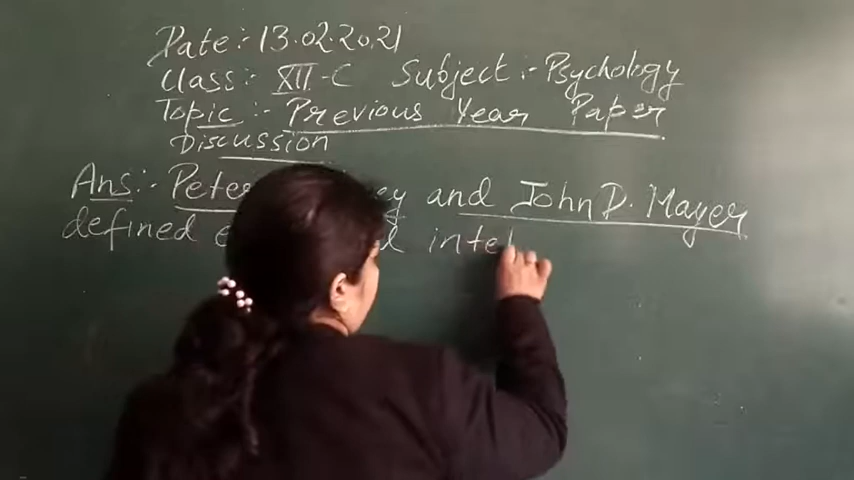 Date:- 13.02.2021
Class:- XII-C Subject:- Psychology
Topic:- Previous Year Paper
Discussion
Ans:- Peter and John D. Mayer
defined intel